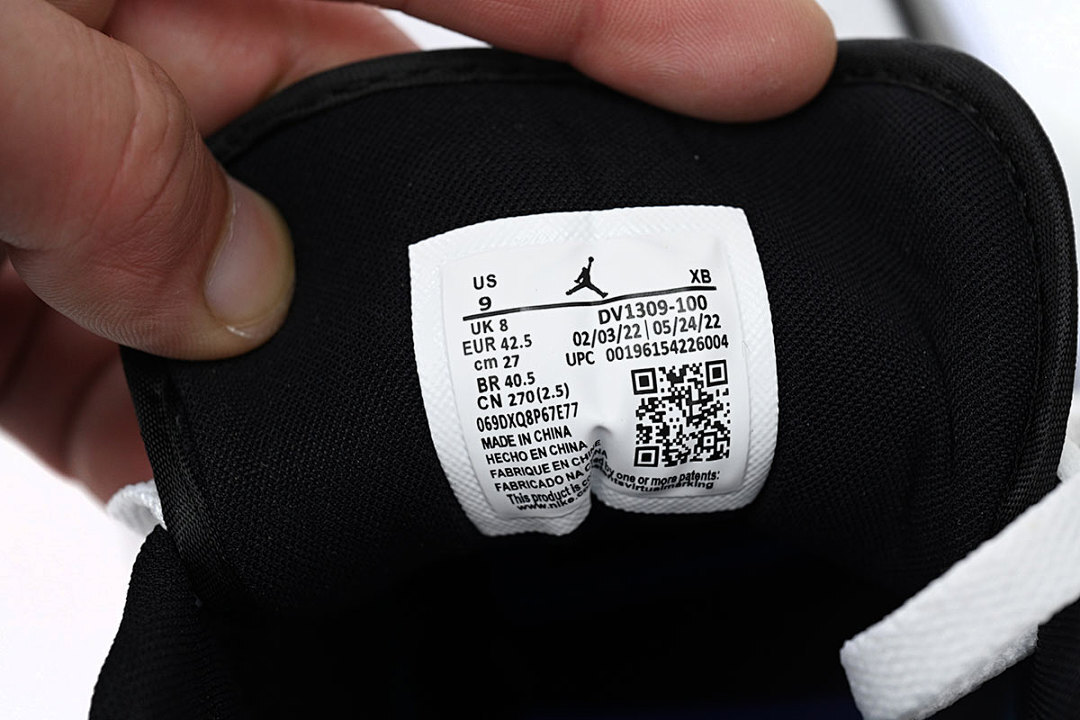 US
9
XB
UK 8
EUR 42.5
cm 27
BR 40.5
CN 270(2.5)
069DXQ8P67E77
MADE IN CHINA
HECHO EN CHINA
FABRIQUE EN CHINE
FABRICADO NA
This product is
www.nike.
DV1309-100
02/03/22 | 05/24/22
UPC 00196154226004
by one or more patents: